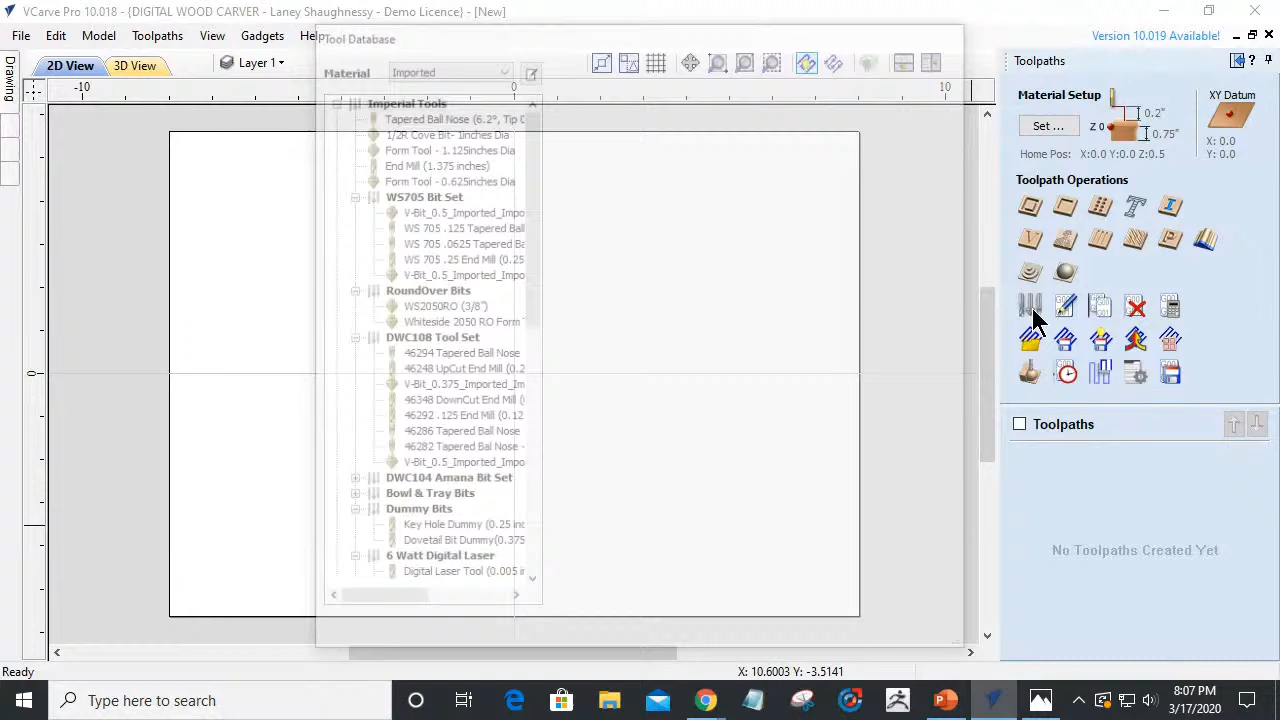 VCarve Pro 10.018 - {DIGITAL WOOD CARVER - Laney Shaughnessy - Demo Licence} - [New]
File Edit Model Toolpaths View Gadgets
Version 10.019 Available!
Tool Database
Drawing
2D View 3D View Layer 1
-10 0 10
0
Material Imported
Imperial Tools
Tapered Ball Nose (6.2°, Tip
1/2R Cove Bit- 1inches Dia
Form Tool - 1.125inches Dia
End Mill (1.375 inches)
Form Tool - 0.625inches Dia
WS705 Bit Set
V-Bit_0.5_Imported_Impo
WS 705 .125 Tapered Ball
WS 705 .0625 Tapered Ba
WS 705 .25 End Mill (0.25
V-Bit_0.5_Imported_Impo
RoundOver Bits
WS2050RO (3/8")
Whiteside 2050 RO Form T
DWC108 Tool Set
46294 Tapered Ball Nose
46248 UpCut End Mill (0.2
V-Bit_0.375_Imported_Im
46348 DownCut End Mill (
46292 .125 End Mill (0.12
46286 Tapered Ball Nose
46282 Tapered Bal Nose -
V-Bit_0.5_Imported_Impo
DWC104 Amana Bit Set
Bowl & Tray Bits
Dummy Bits
Key Hole Dummy (0.25 inc
Dovetail Bit Dummy(0.375
6 Watt Digital Laser
Digital Laser Tool (0.005 i
Toolpaths
Material Setup
XY Datum
Set ...
Z 0
0.2"
0.75"
X: 0.0
Y: 0.0
Home Pos: X:0.0 Y:0.0 Z:0.5
Toolpath Operations
Toolpaths
No Toolpaths Created Yet
Ready
X: 10.6003 Y: -3.5141
Type here to search
8:07 PM
3/17/2020